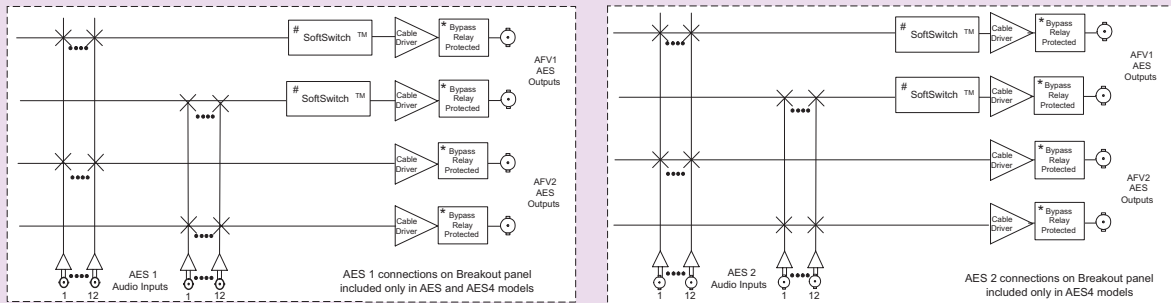 # SoftSwitch TM
Cable
Driver
* Bypass
Relay
Protected
# SoftSwitch TM
Cable
Driver
* Bypass
Relay
Protected
AFV1
AES
Outputs
Cable
Driver
* Bypass
Relay
Protected
Cable
Driver
* Bypass
Relay
Protected
AFV2
AES
Outputs
AES 1
Audio Inputs
1 12 1 12
AES 1 connections on Breakout panel
included only in AES and AES4 models
# SoftSwitch TM
Cable
Driver
* Bypass
Relay
Protected
# SoftSwitch TM
Cable
Driver
* Bypass
Relay
Protected
AFV1
AES
Outputs
Cable
Driver
* Bypass
Relay
Protected
Cable
Driver
* Bypass
Relay
Protected
AFV2
AES
Outputs
AES 2
Audio Inputs
1 12 1 12
AES 2 connections on Breakout panel
included only in AES4 models